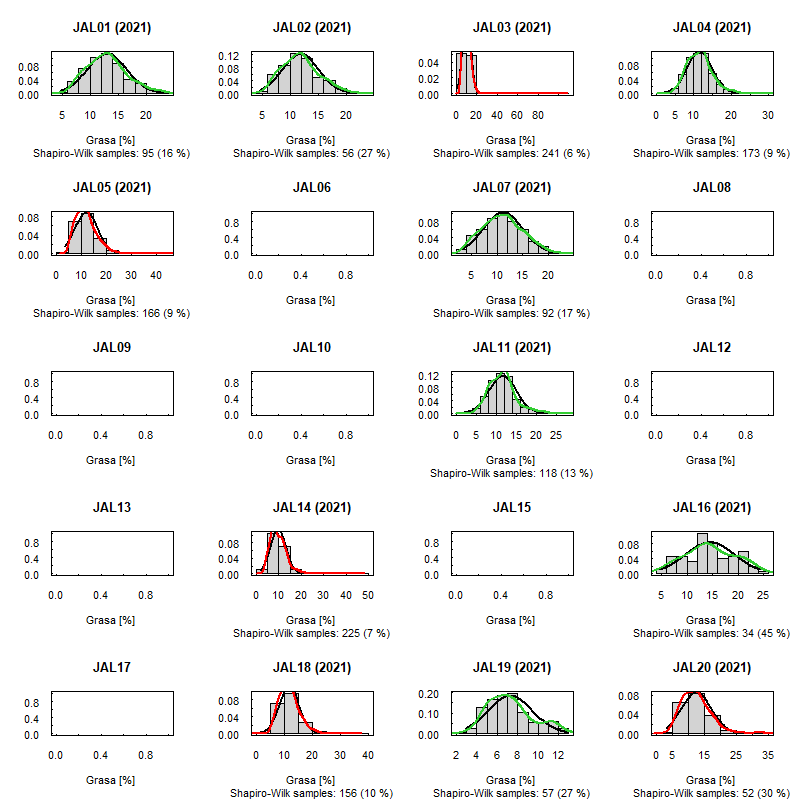 JAL01 (2021) JAL02 (2021) JAL03 (2021) JAL04 (2021)
0.08 0.04 0.00 0.12 0.08 0.04 0.00 0.04 0.02 0.00 0.08 0.04 0.00
5 10 15 20 5 10 15 20 0 20 40 60 80 0 5 10 15 20 30
Grasa [%] Grasa [%] Grasa [%] Grasa [%]
Shapiro-Wilk samples: 95 (16 %) Shapiro-Wilk samples: 56 (27 %) Shapiro-Wilk samples: 241 (6 %) Shapiro-Wilk samples: 173 (9 %)
JAL05 (2021) JAL06 JAL07 (2021) JAL08
0.08 0.04 0.00 0.8 0.4 0.0 0.08 0.04 0.00 0.8 0.4 0.0
0 10 20 30 40 0.0 0.4 0.8 5 10 15 20 0.0 0.4 0.8
Grasa [%] Grasa [%] Grasa [%] Grasa [%]
Shapiro-Wilk samples: 166 (9 %) Shapiro-Wilk samples: 92 (17 %)
JAL09 JAL10 JAL11 (2021) JAL12
0.8 0.4 0.0 0.8 0.4 0.0 0.12 0.08 0.04 0.00 0.8 0.4 0.0
0.0 0.4 0.8 0.0 0.4 0.8 0 5 10 15 20 25 0.0 0.4 0.8
Grasa [%] Grasa [%] Grasa [%] Grasa [%]
Shapiro-Wilk samples: 118 (13 %)
JAL13 JAL14 (2021) JAL15 JAL16 (2021)
0.8 0.4 0.0 0.08 0.04 0.00 0.8 0.4 0.0 0.08 0.04 0.00
0.0 0.4 0.8 0 10 20 30 40 50 0.0 0.4 0.8 5 10 15 20 25
Grasa [%] Grasa [%] Grasa [%] Grasa [%]
Shapiro-Wilk samples: 225 (7 %) Shapiro-Wilk samples: 34 (45 %)
JAL17 JAL18 (2021) JAL19 (2021) JAL20 (2021)
0.8 0.4 0.0 0.08 0.04 0.00 0.20 0.10 0.00 0.08 0.04 0.00
0.0 0.4 0.8 0 10 20 30 40 2 4 6 8 10 12 0 5 15 25 35
Grasa [%] Grasa [%] Grasa [%] Grasa [%]
Shapiro-Wilk samples: 156 (10 %) Shapiro-Wilk samples: 57 (27 %) Shapiro-Wilk samples: 52 (30 %)